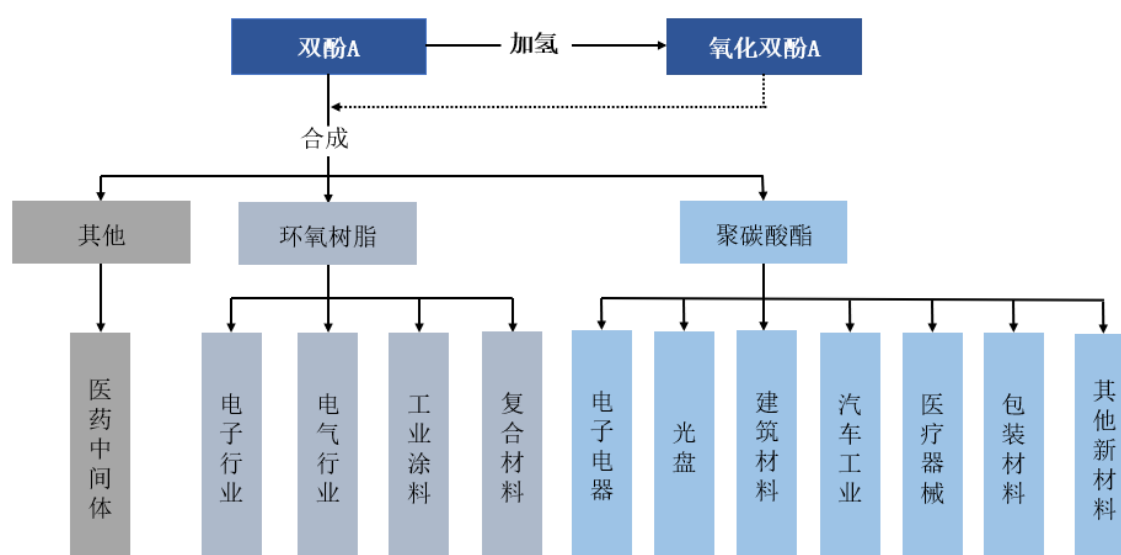 双酚A
加氢
氧化双酚A
合成
其他
环氧树脂
聚碳酸酯
医药中间体
电子行业
电气行业
工业涂料
复合材料
电子电器
光盘
建筑材料
汽车工业
医疗器械
包装材料
其他新材料